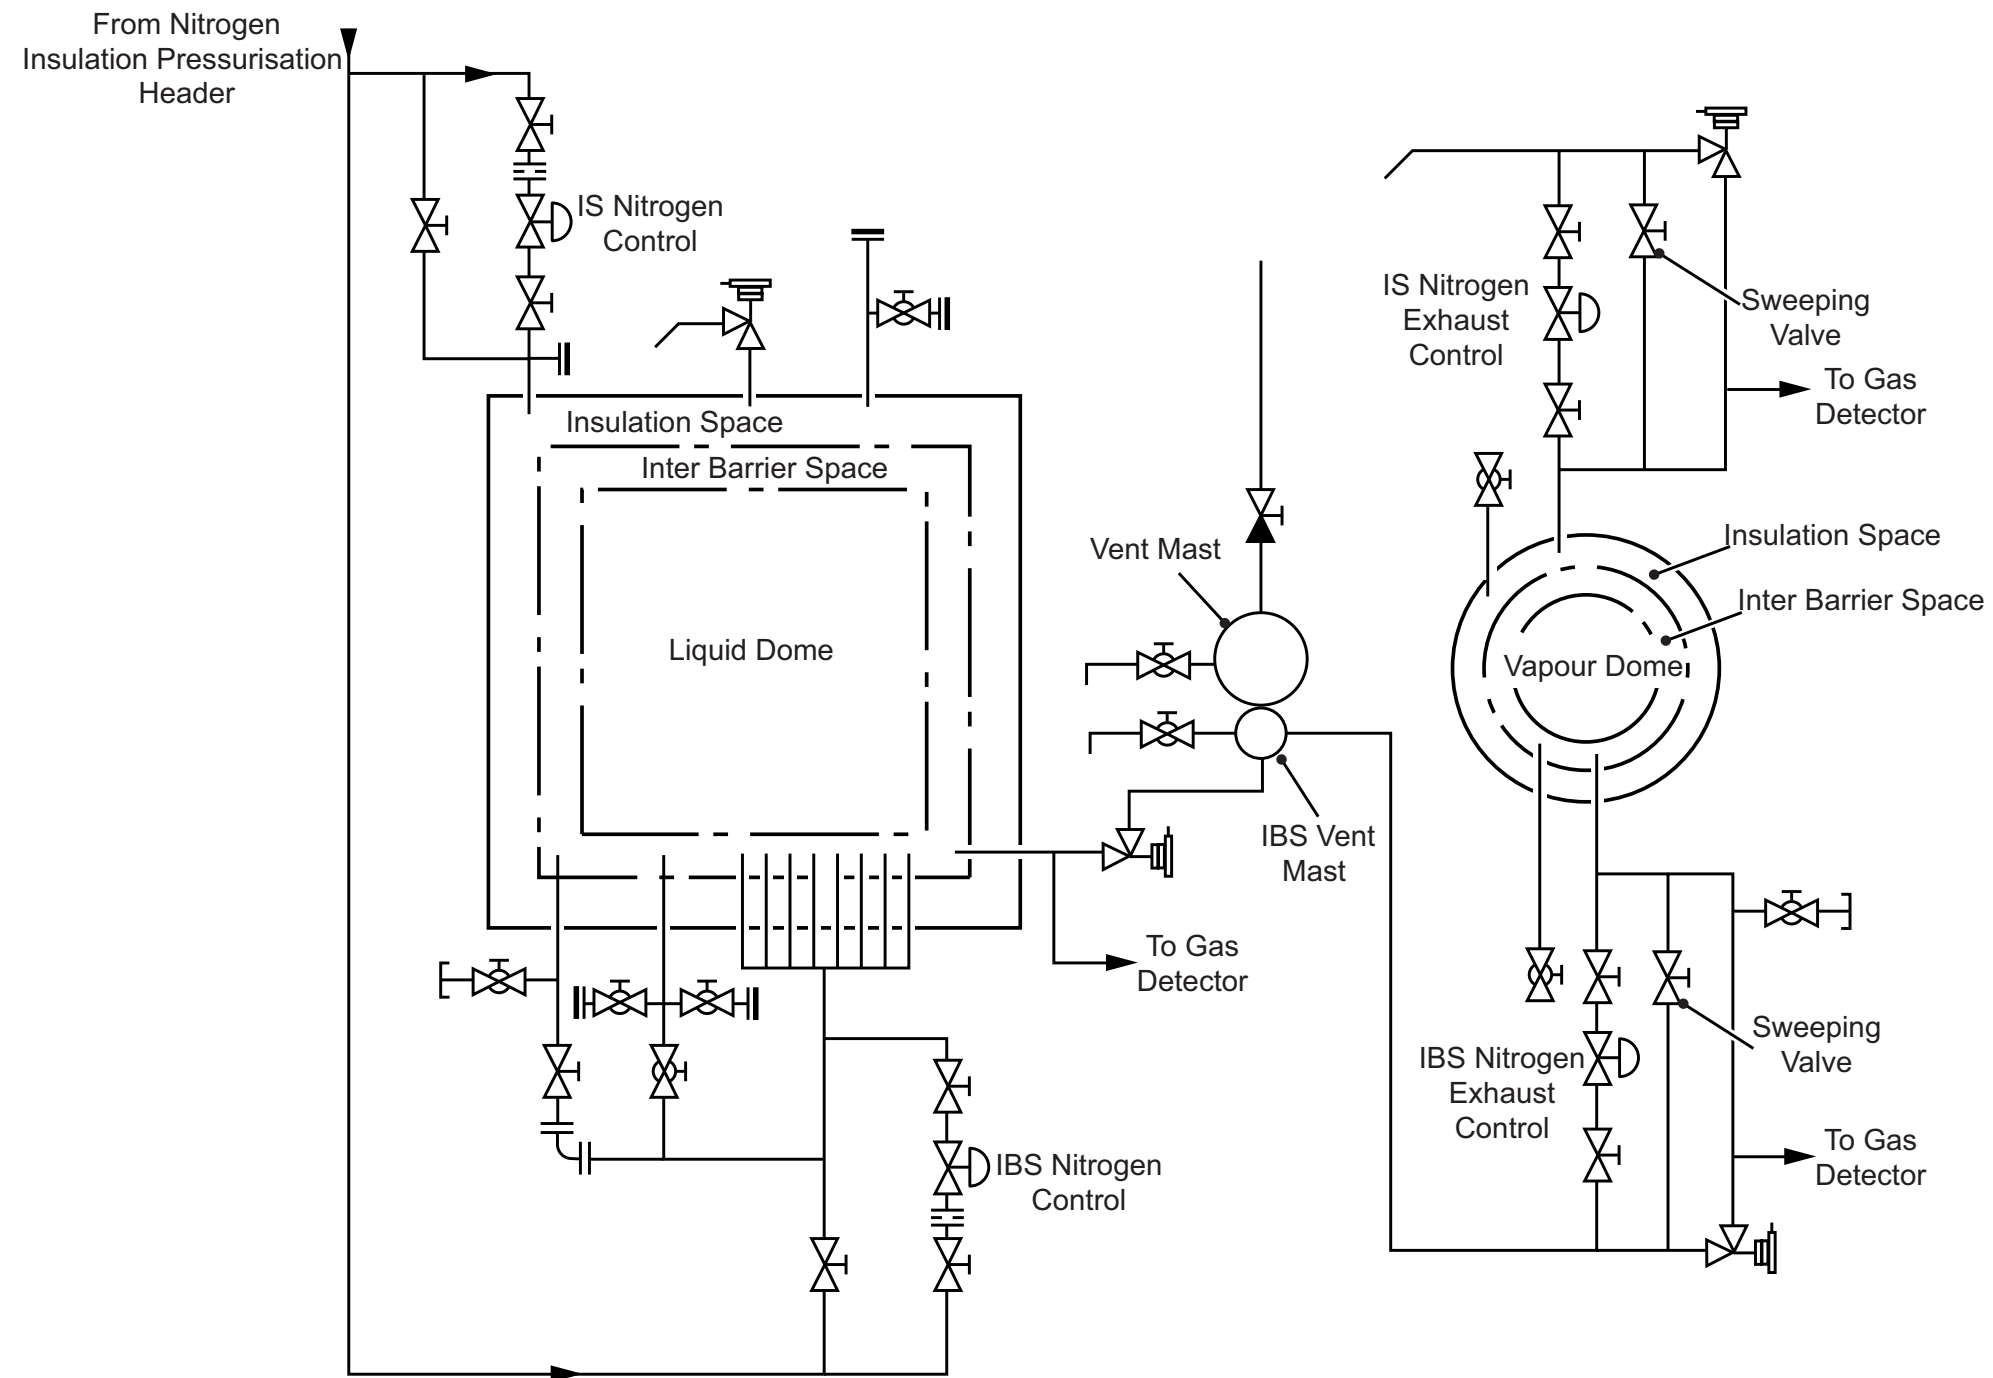 From Nitrogen
Insulation Pressurisation
Header
IS Nitrogen
Control
Insulation Space
Inter Barrier Space
Liquid Dome
Vent Mast
IBS Vent
Mast
To Gas
Detector
IBS Nitrogen
Control
IS Nitrogen
Exhaust
Control
Sweeping
Valve
To Gas
Detector
Insulation Space
Inter Barrier Space
Vapour Dome
IBS Nitrogen
Exhaust
Control
Sweeping
Valve
To Gas
Detector